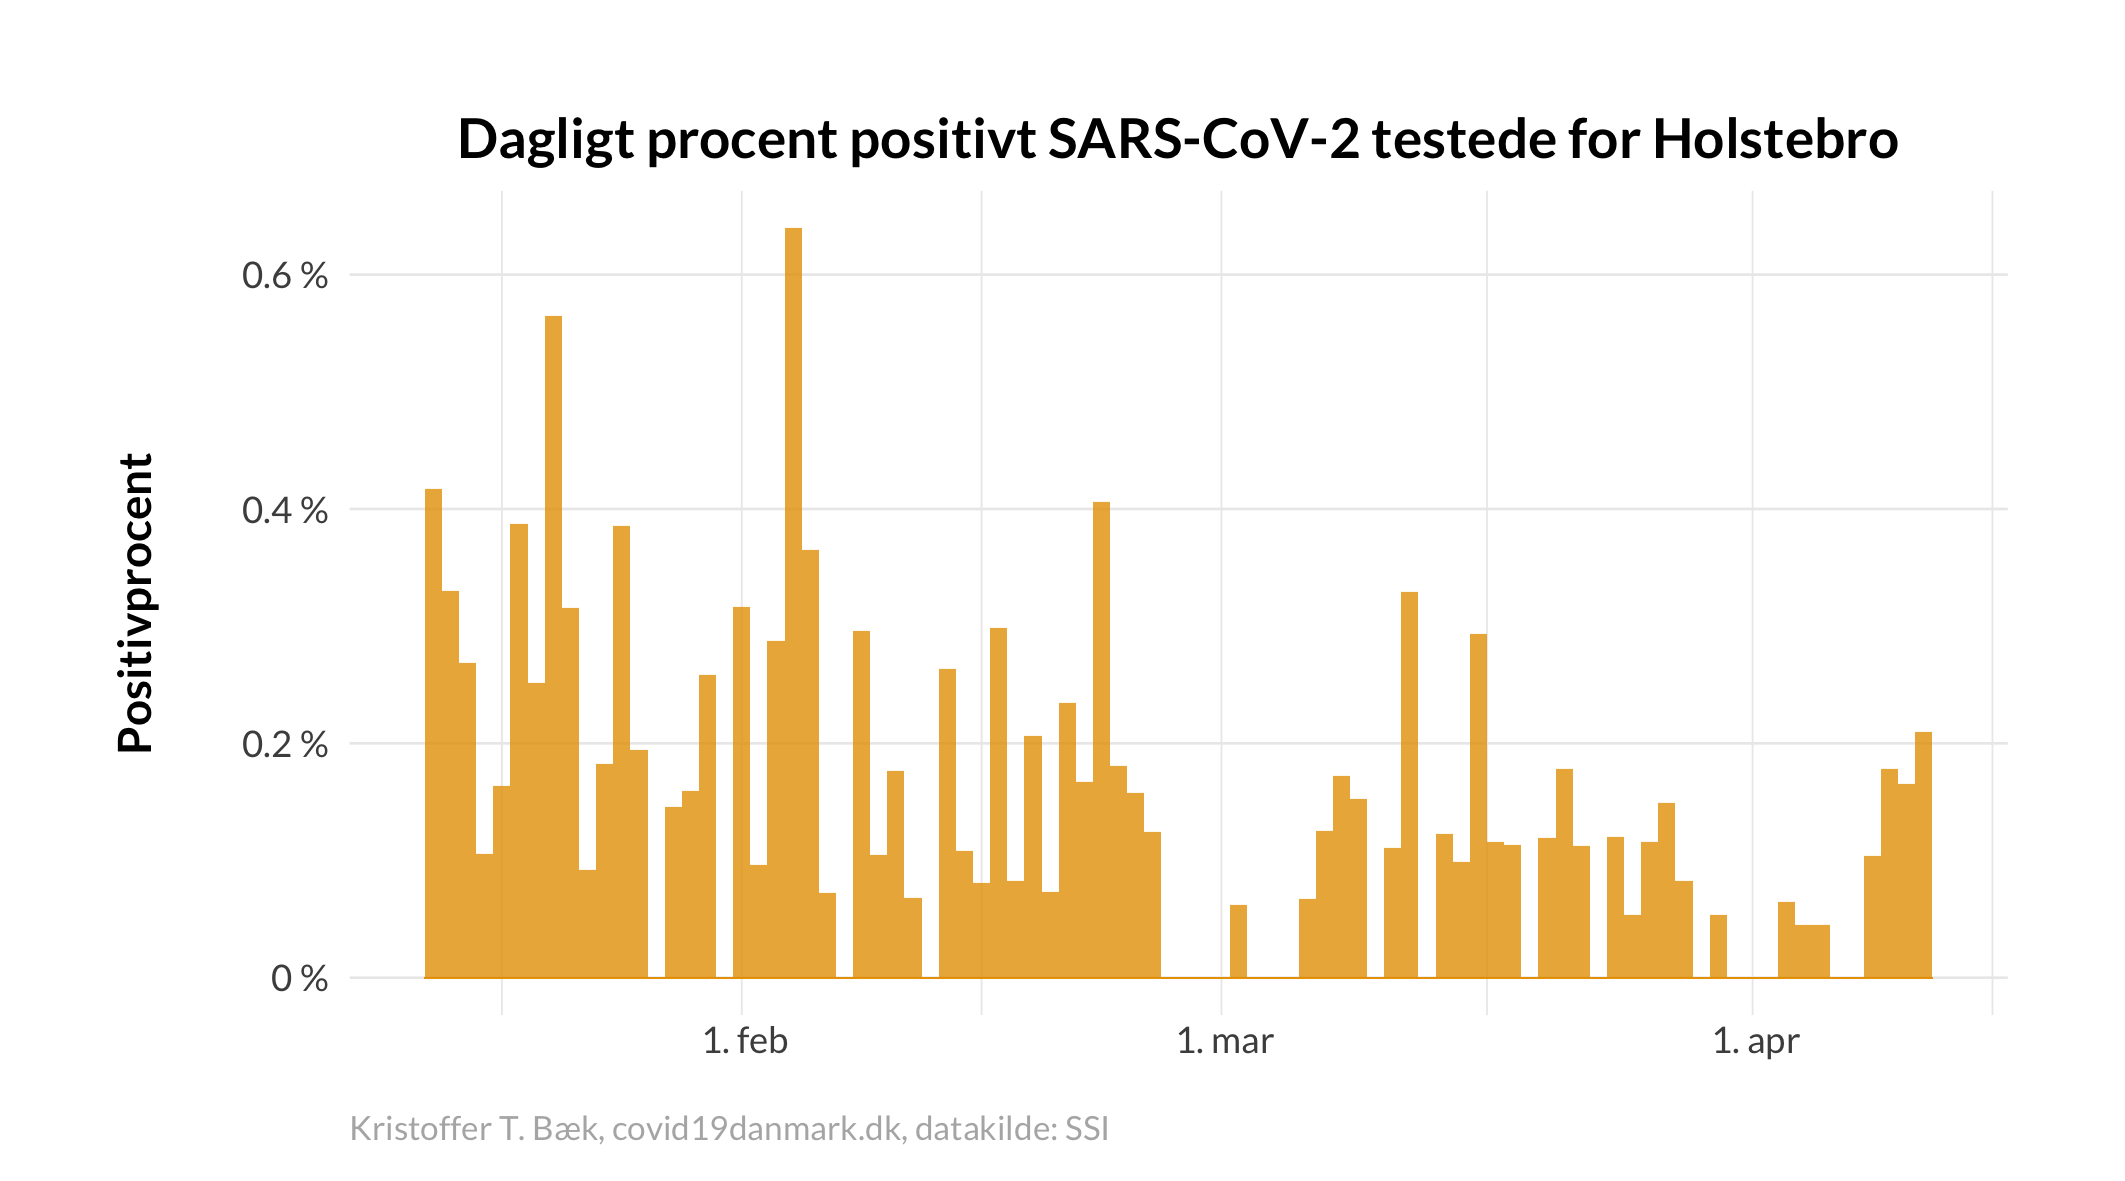 Dagligt procent positivt SARS-CoV-2 testede for Holstebro
Positivprocent
0.6 %
0.4 %
0.2 %
0 %
1. feb
1. mar
1. apr
Kristoffer T. Bæk, covid19danmark.dk, datakilde: SSI